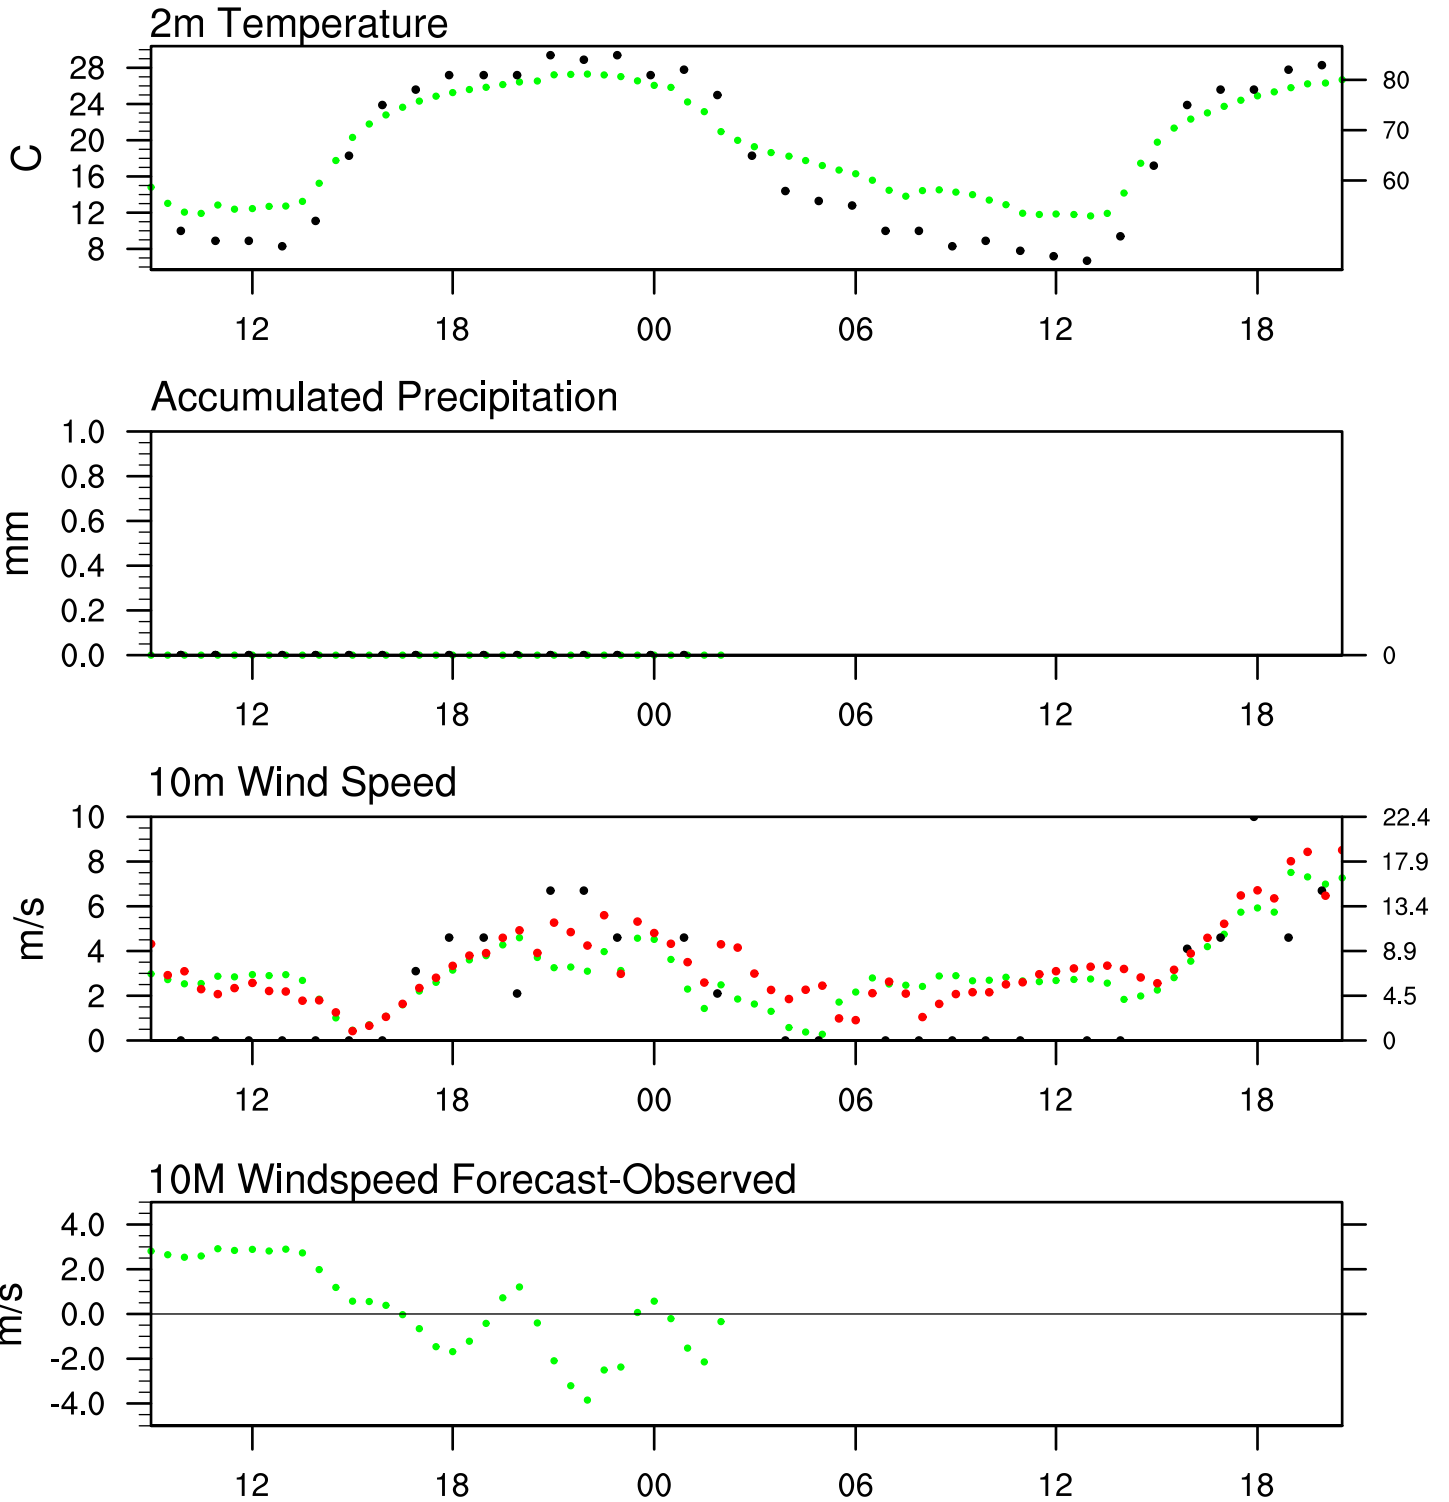 2m Temperature
28
24
20
16
12
8
C
80
70
60
12 18 00 06 12 18
Accumulated Precipitation
1.0
0.8
0.6
0.4
0.2
0.0
mm
0
12 18 00 06 12 18
10m Wind Speed
10
8
6
4
2
0
m/s
22.4
17.9
13.4
8.9
4.5
0
12 18 00 06 12 18
10M Windspeed Forecast-Observed
4.0
2.0
0.0
-2.0
-4.0
m/s
12 18 00 06 12 18